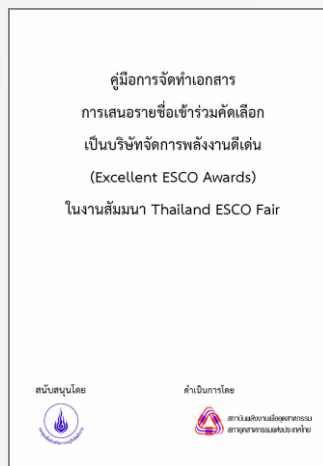 คู่มือการจัดทำเอกสาร
การเสนอรายชื่อเข้าร่วมคัดเลือก
เป็นบริษัทจัดการพลังงานดีเด่น
(Excellent ESCO Awards)
ในงานสัมมนา Thailand ESCO Fair
สนับสนุนโดย
ดำเนินการโดย
สถาบันพลังงานเพื่ออุตสาหกรรม
สภาอุตสาหกรรมแห่งประเทศไทย